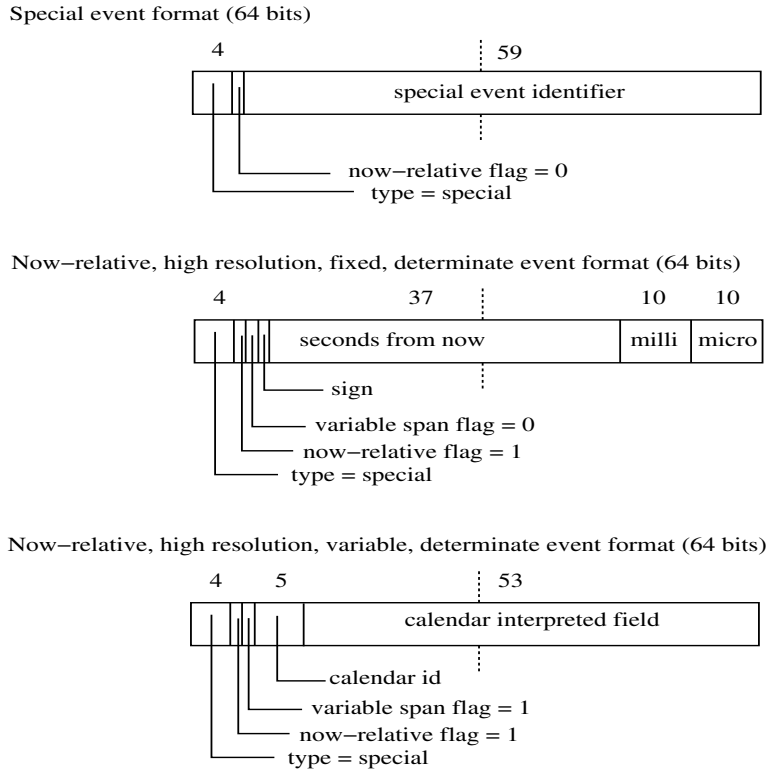 Special event format (64 bits)
4 59
special event identifier
now−relative flag = 0
type = special
Now−relative, high resolution, fixed, determinate event format (64 bits)
4 37 10 10
seconds from now milli micro
sign
variable span flag = 0
now−relative flag = 1
type = special
Now−relative, high resolution, variable, determinate event format (64 bits)
4 5 53
calendar interpreted field
calendar id
variable span flag = 1
now−relative flag = 1
type = special